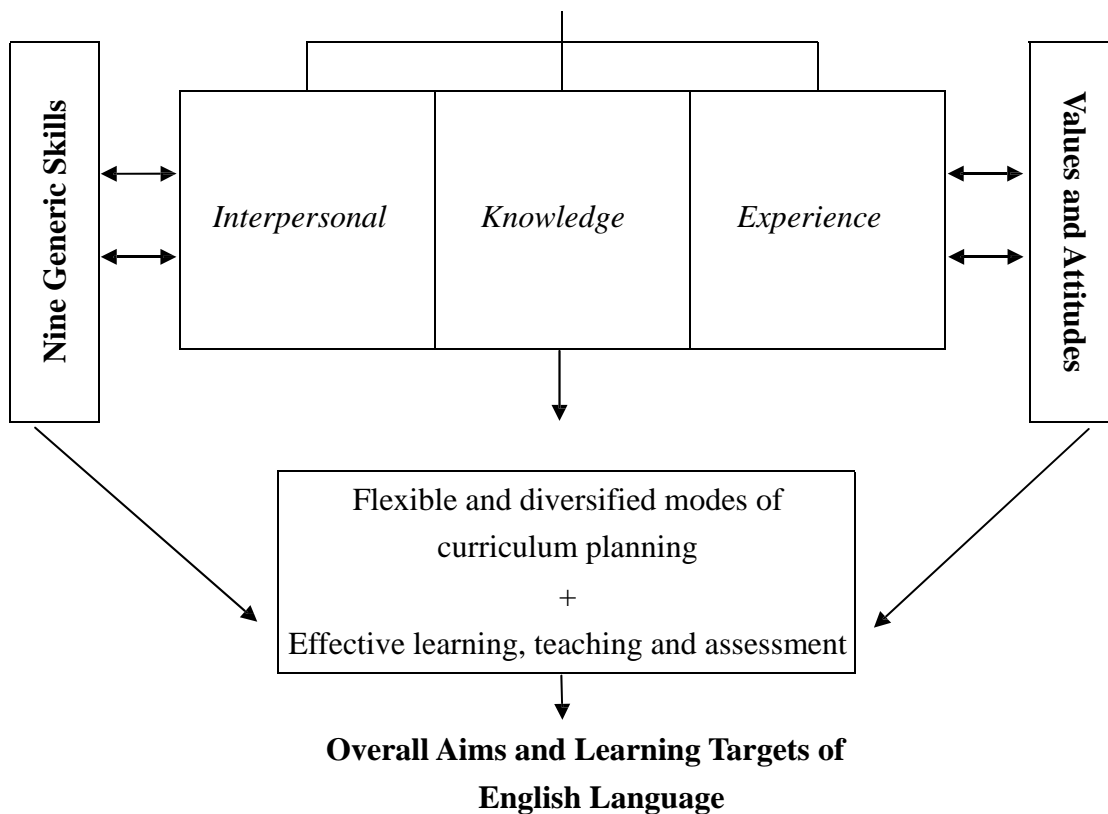 Nine Generic Skills
Interpersonal
Knowledge
Experience
Values and Attitudes
Flexible and diversified modes of
curriculum planning
+
Effective learning, teaching and assessment
Overall Aims and Learning Targets of
English Language